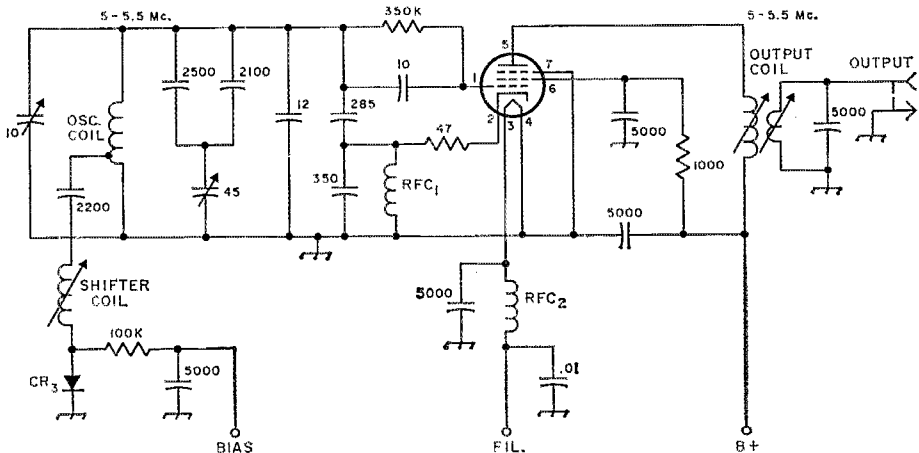 5-5.5 Mc.
350K
5-5.5 Mc.
2500
2100
10
5
7
OUTPUT
COIL
OUTPUT
1
6
10
OSC.
COIL
12
285
2
3
4
5000
5000
47
1000
45
350
RFC1
2200
5000
SHIFTER
COIL
5000
RFC2
100K
CR3
5000
.01
BIAS
FIL.
B+